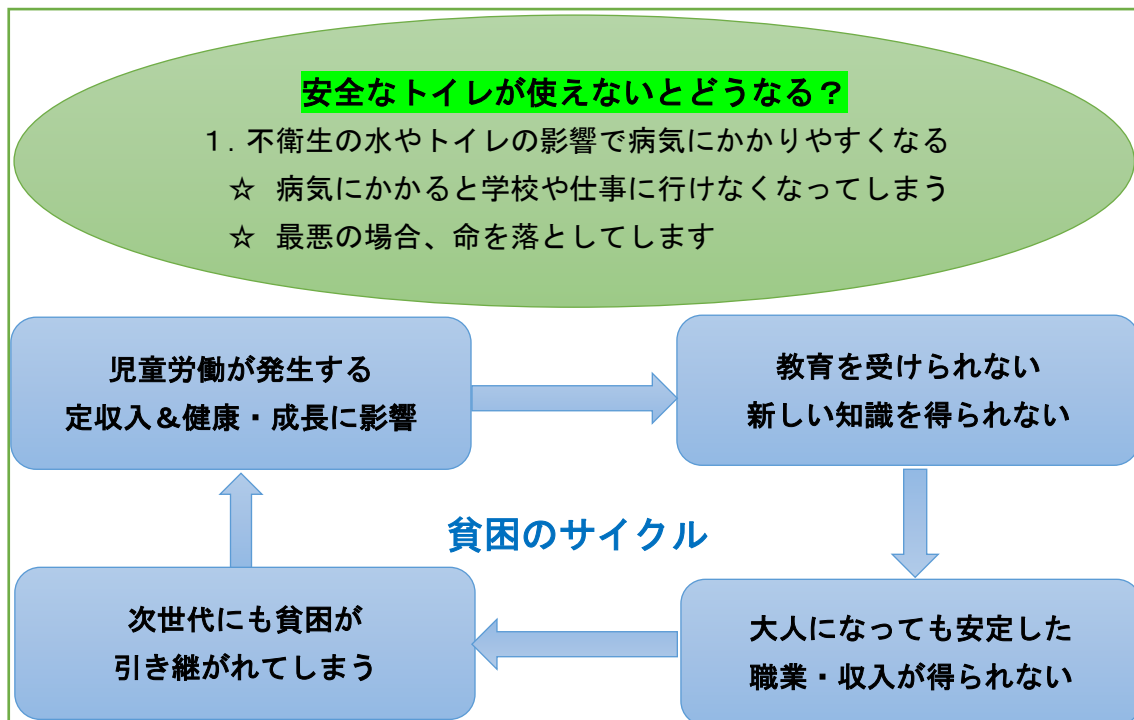 安全なトイレが使えないとどうなる？
１．不衛生の水やトイレの影響で病気にかかりやすくなる
☆ 病気にかかると学校や仕事に行けなくなってしまう
☆ 最悪の場合、命を落としてします
児童労働が発生する
定収入＆健康・成長に影響
教育を受けられない
新しい知識を得られない
貧困のサイクル
次世代にも貧困が
引き継がれてしまう
大人になっても安定した
職業・収入が得られない